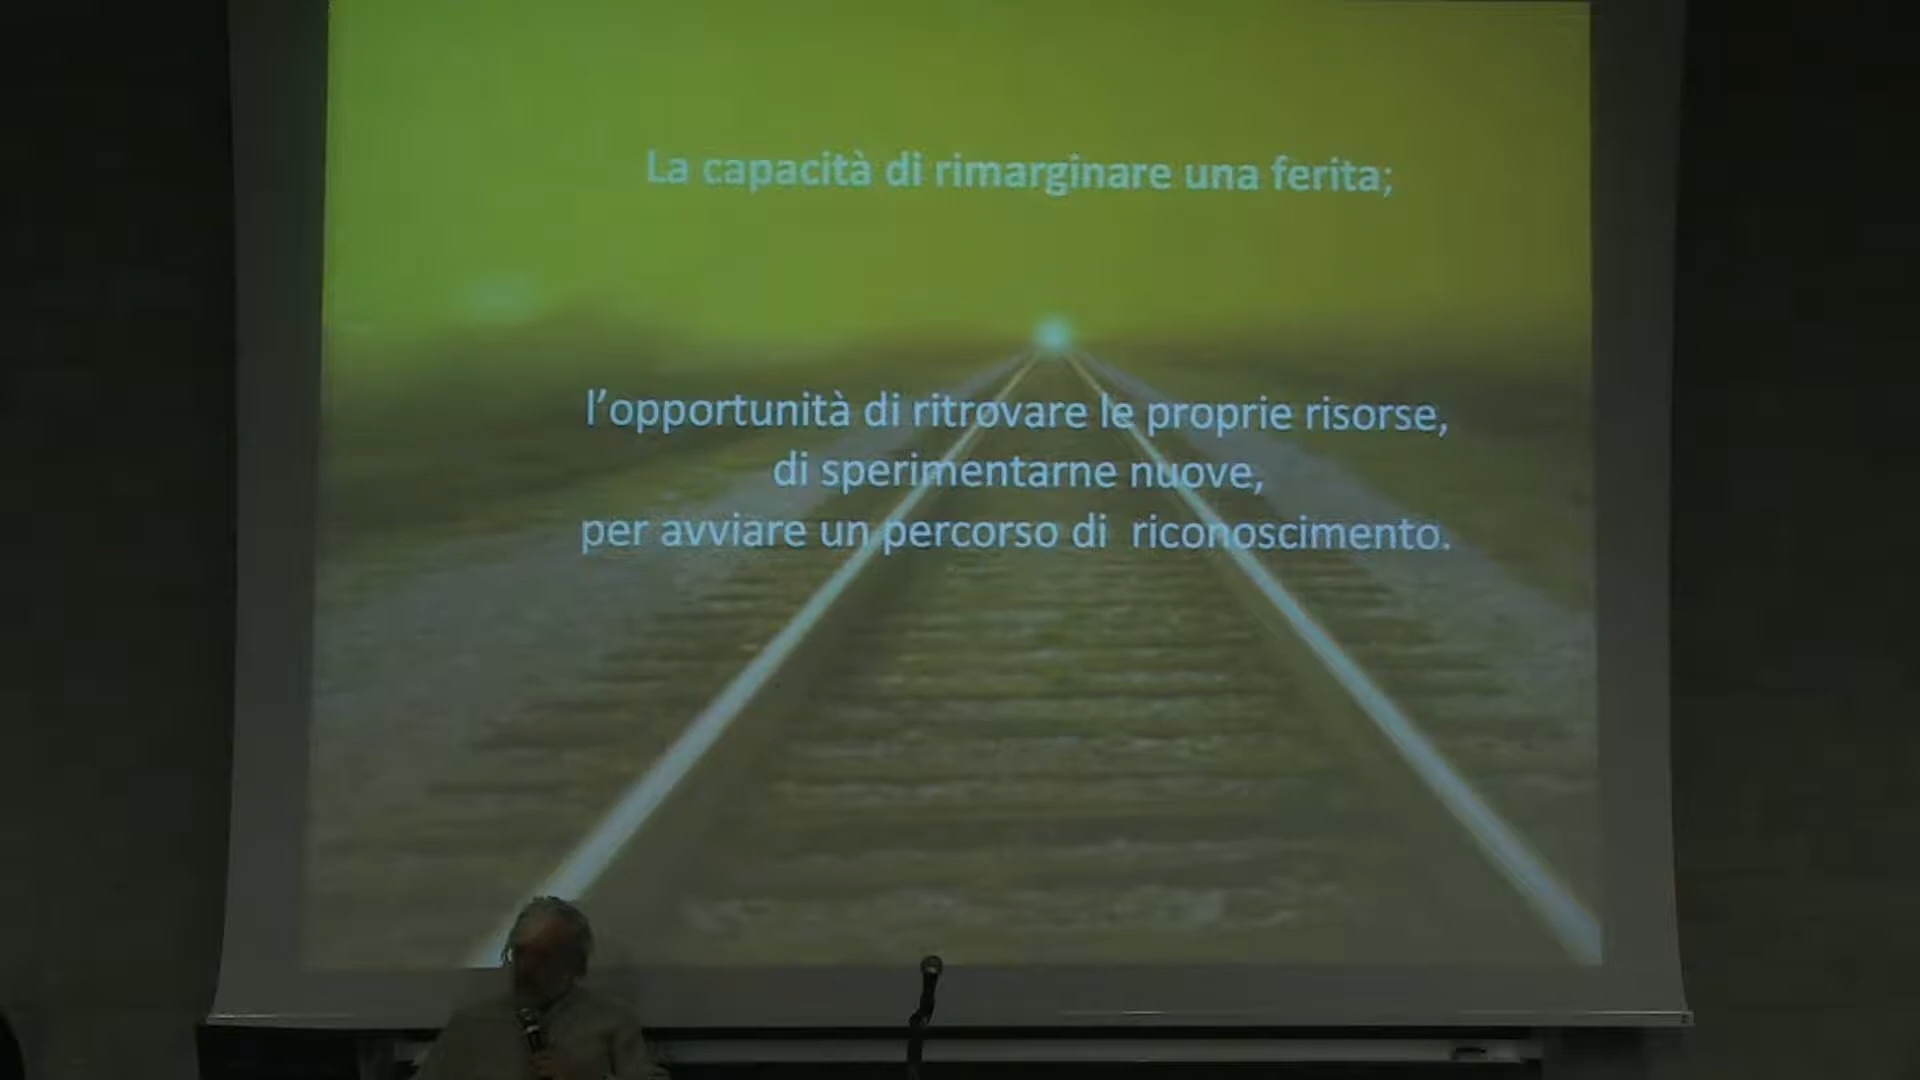 La capacità di rimarginare una ferita;
l’opportunità di ritrovare le proprie risorse,
di sperimentarne nuove,
per avviare un percorso di riconoscimento.